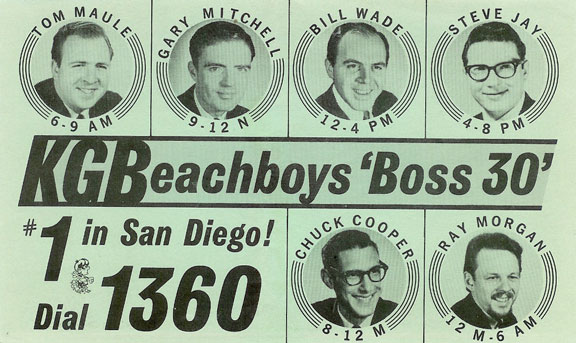 TOM MAULE
6-9 AM
GARY MITCHELL
9-12 N
BILL WADE
12-4 PM
STEVE JAY
4-8 PM
KGBeachboys 'Boss 30'
#1 in San Diego!
Dial 1360
CHUCK COOPER
8-12 M
RAY MORGAN
12 M-6 AM